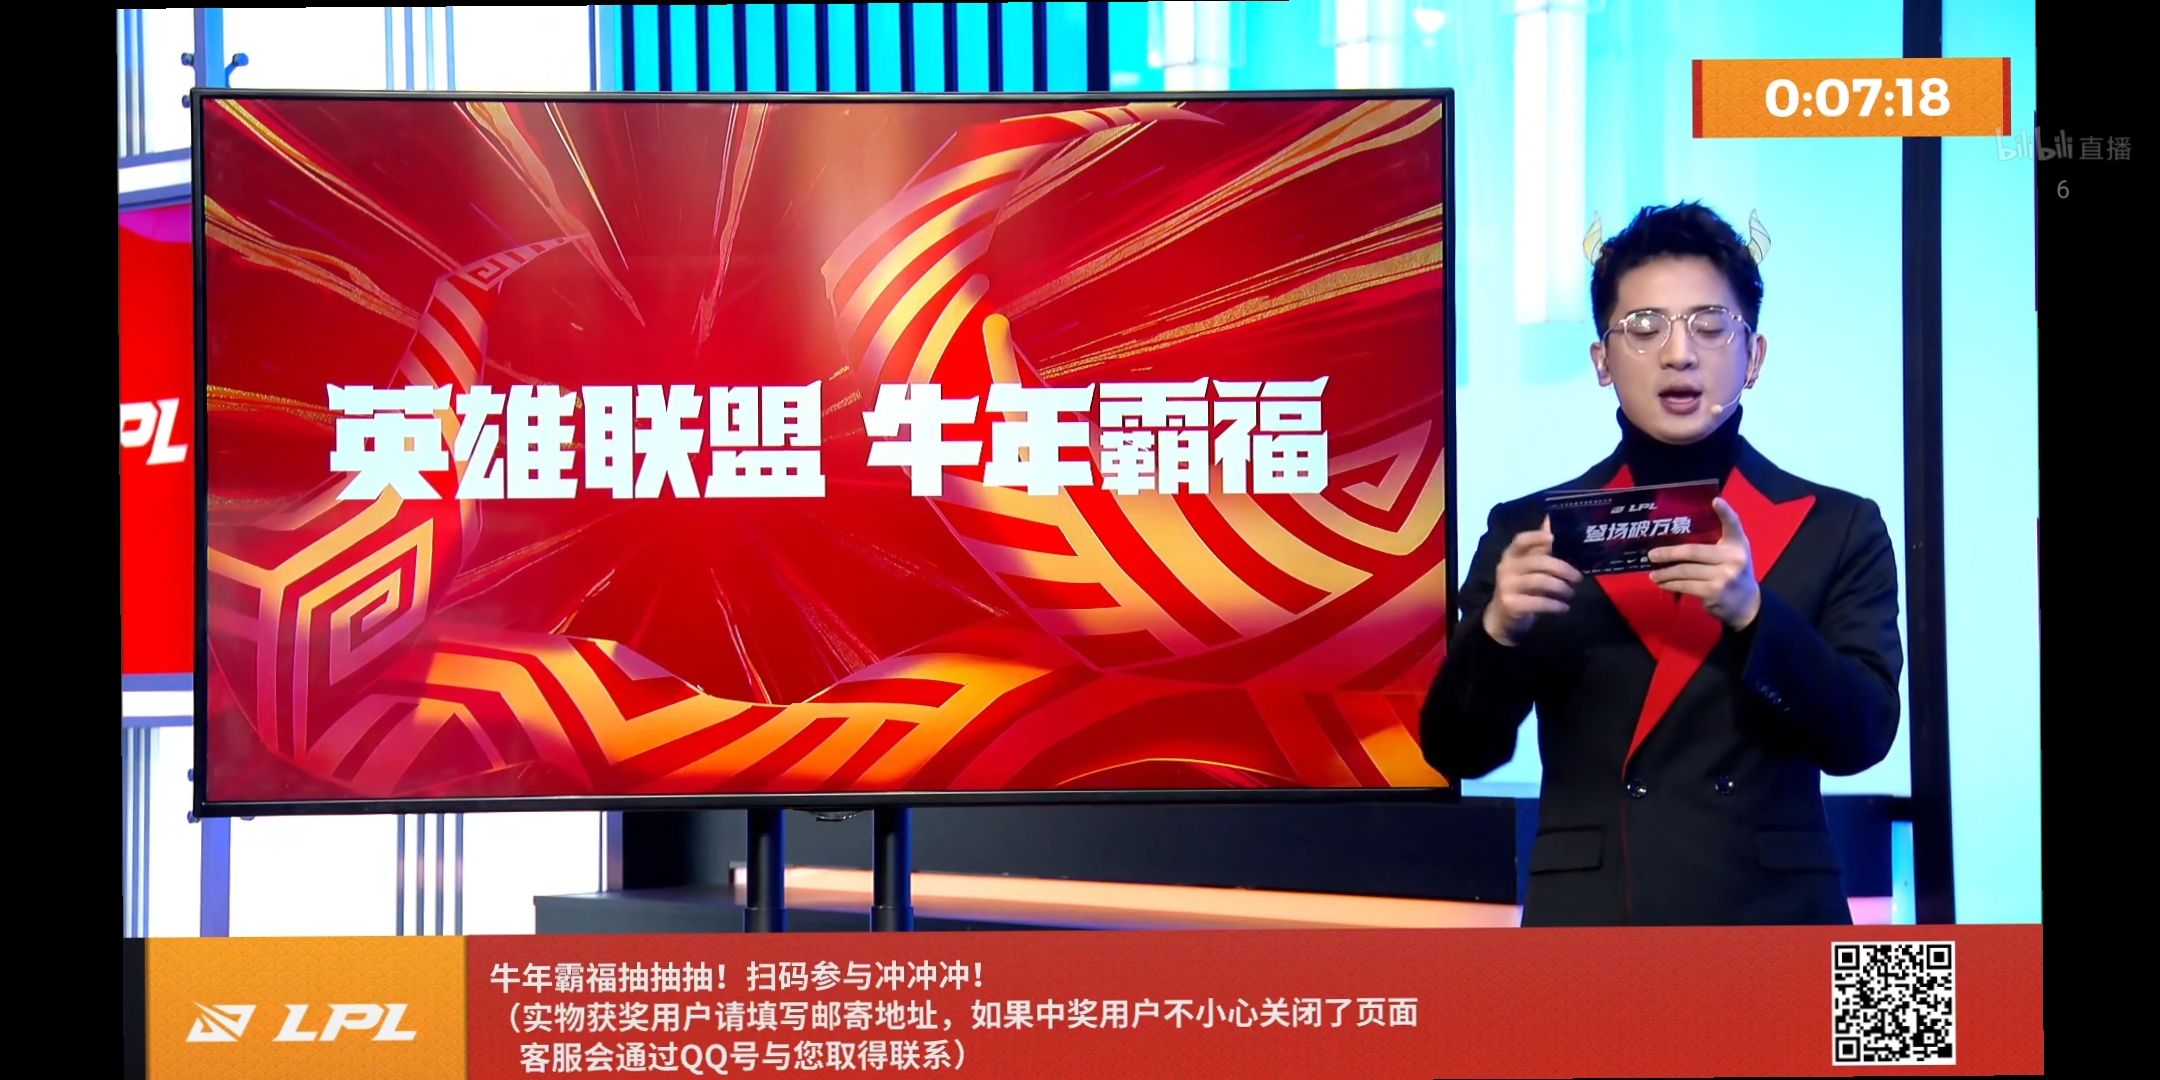 0:07:18
bilibili 直播
6
PL
英雄联盟 牛年霸福
LPL
登场破万象
LPL
牛年霸福抽抽抽！扫码参与冲冲冲！
（实物获奖用户请填写邮寄地址，如果中奖用户不小心关闭了页面
客服会通过QQ号与您取得联系）